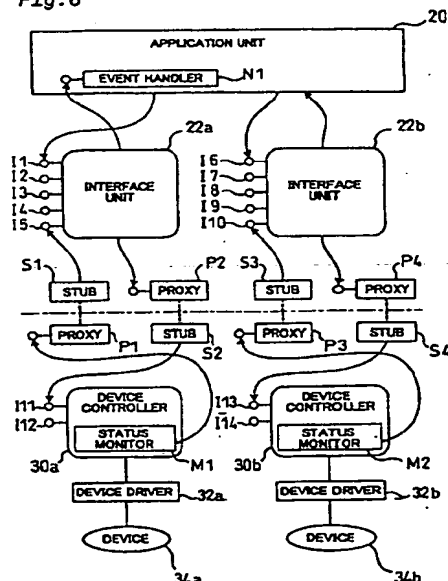 Fig.6
20
APPLICATION UNIT
EVENT HANDLER
N1
22a
22b
I1
I2
I3
I4
I5
INTERFACE
UNIT
I6
I7
I8
I9
I10
INTERFACE
UNIT
S1
STUB
P2
PROXY
S3
STUB
P4
PROXY
PROXY
P1
STUB
S2
PROXY
P3
STUB
S4
I11
I12
DEVICE
CONTROLLER
STATUS
MONITOR
30a
M1
I13
I14
DEVICE
CONTROLLER
STATUS
MONITOR
30b
M2
DEVICE DRIVER
32a
DEVICE DRIVER
32b
DEVICE
34a
DEVICE
34b